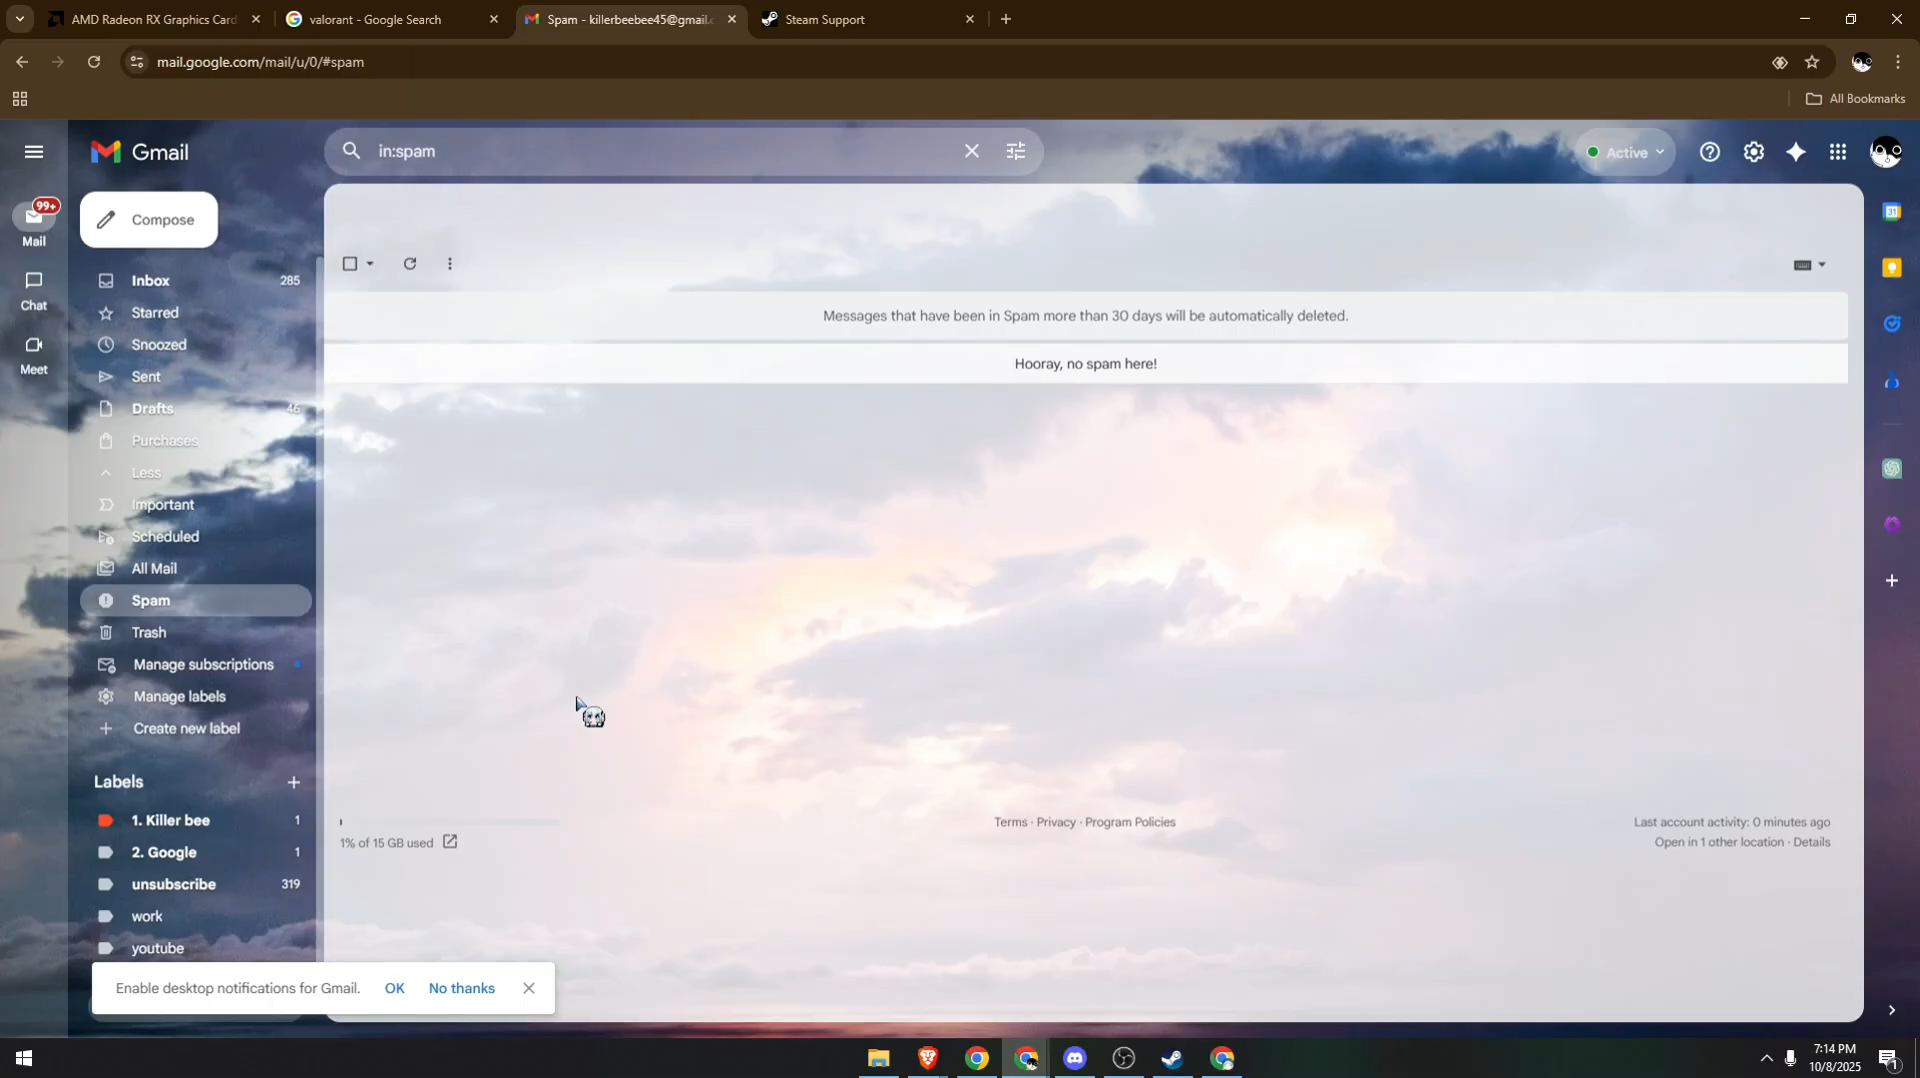 AMD Radeon RX Graphics Card
valorant - Google Search
Spam - killerbeebee45@gmail.c
Steam Support
mail.google.com/mail/u/0/#spam
All Bookmarks
Gmail
in:spam
Active
99+
Mail
Chat
Meet
Compose
Inbox 285
Starred
Snoozed
Sent
Drafts 46
Purchases
Less
Important
Scheduled
All Mail
Spam
Trash
Manage subscriptions
Manage labels
Create new label
Labels
1. Killer bee 1
2. Google 1
unsubscribe 319
work
youtube
Messages that have been in Spam more than 30 days will be automatically deleted.
Hooray, no spam here!
1% of 15 GB used
Terms · Privacy · Program Policies
Last account activity: 0 minutes ago
Open in 1 other location · Details
31
Enable desktop notifications for Gmail. OK No thanks
7:14 PM
10/8/2025
1